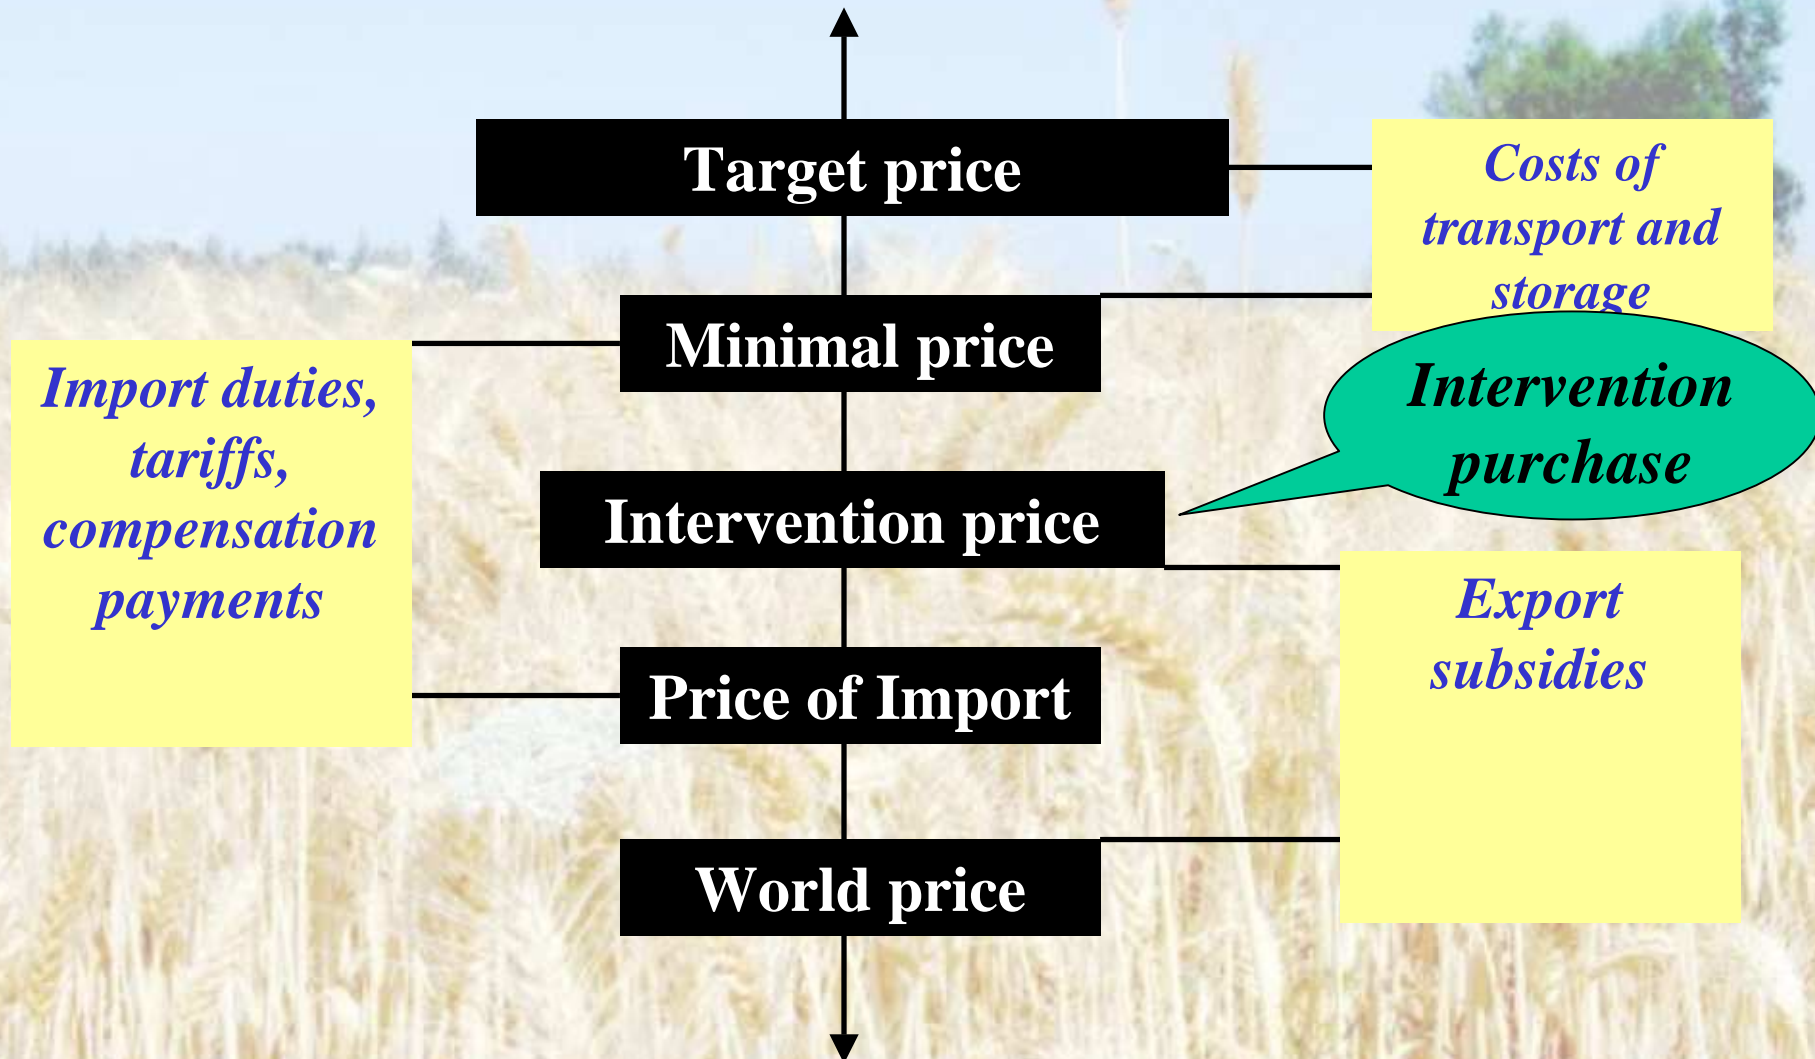 Target price
Costs of
transport and
storage
Minimal price
Import duties,
tariffs,
compensation
payments
Intervention
purchase
Intervention price
Export
subsidies
Price of Import
World price